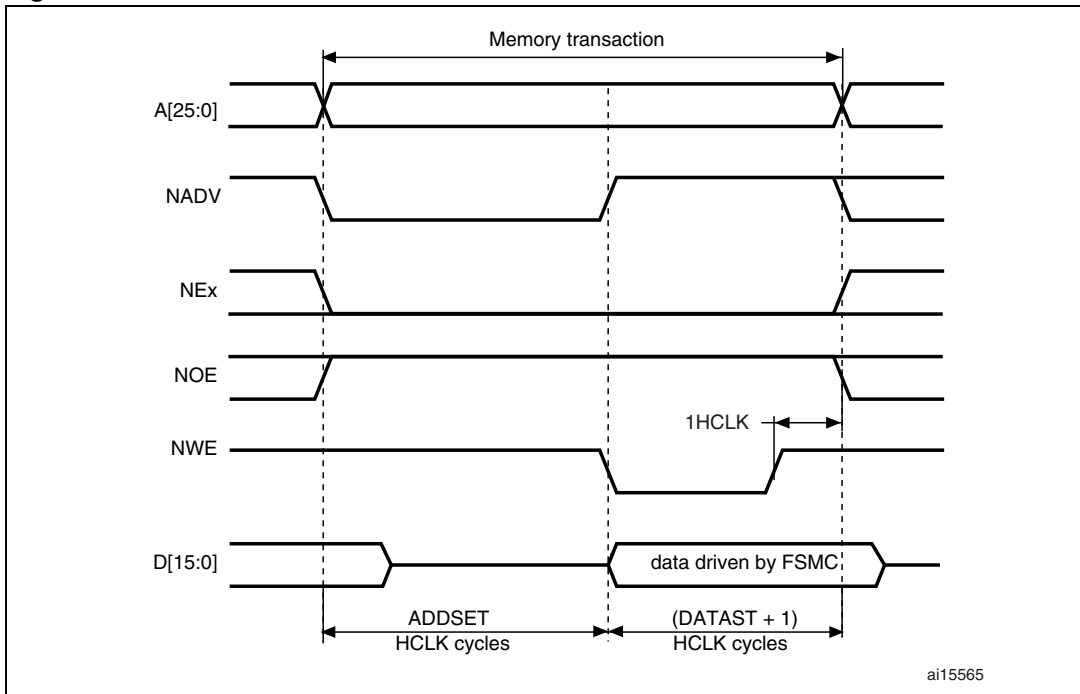 Memory transaction
A[25:0]
NADV
NEx
NOE
1HCLK
NWE
D[15:0]
data driven by FSMC
ADDSET
HCLK cycles
(DATAST + 1)
HCLK cycles
ai15565